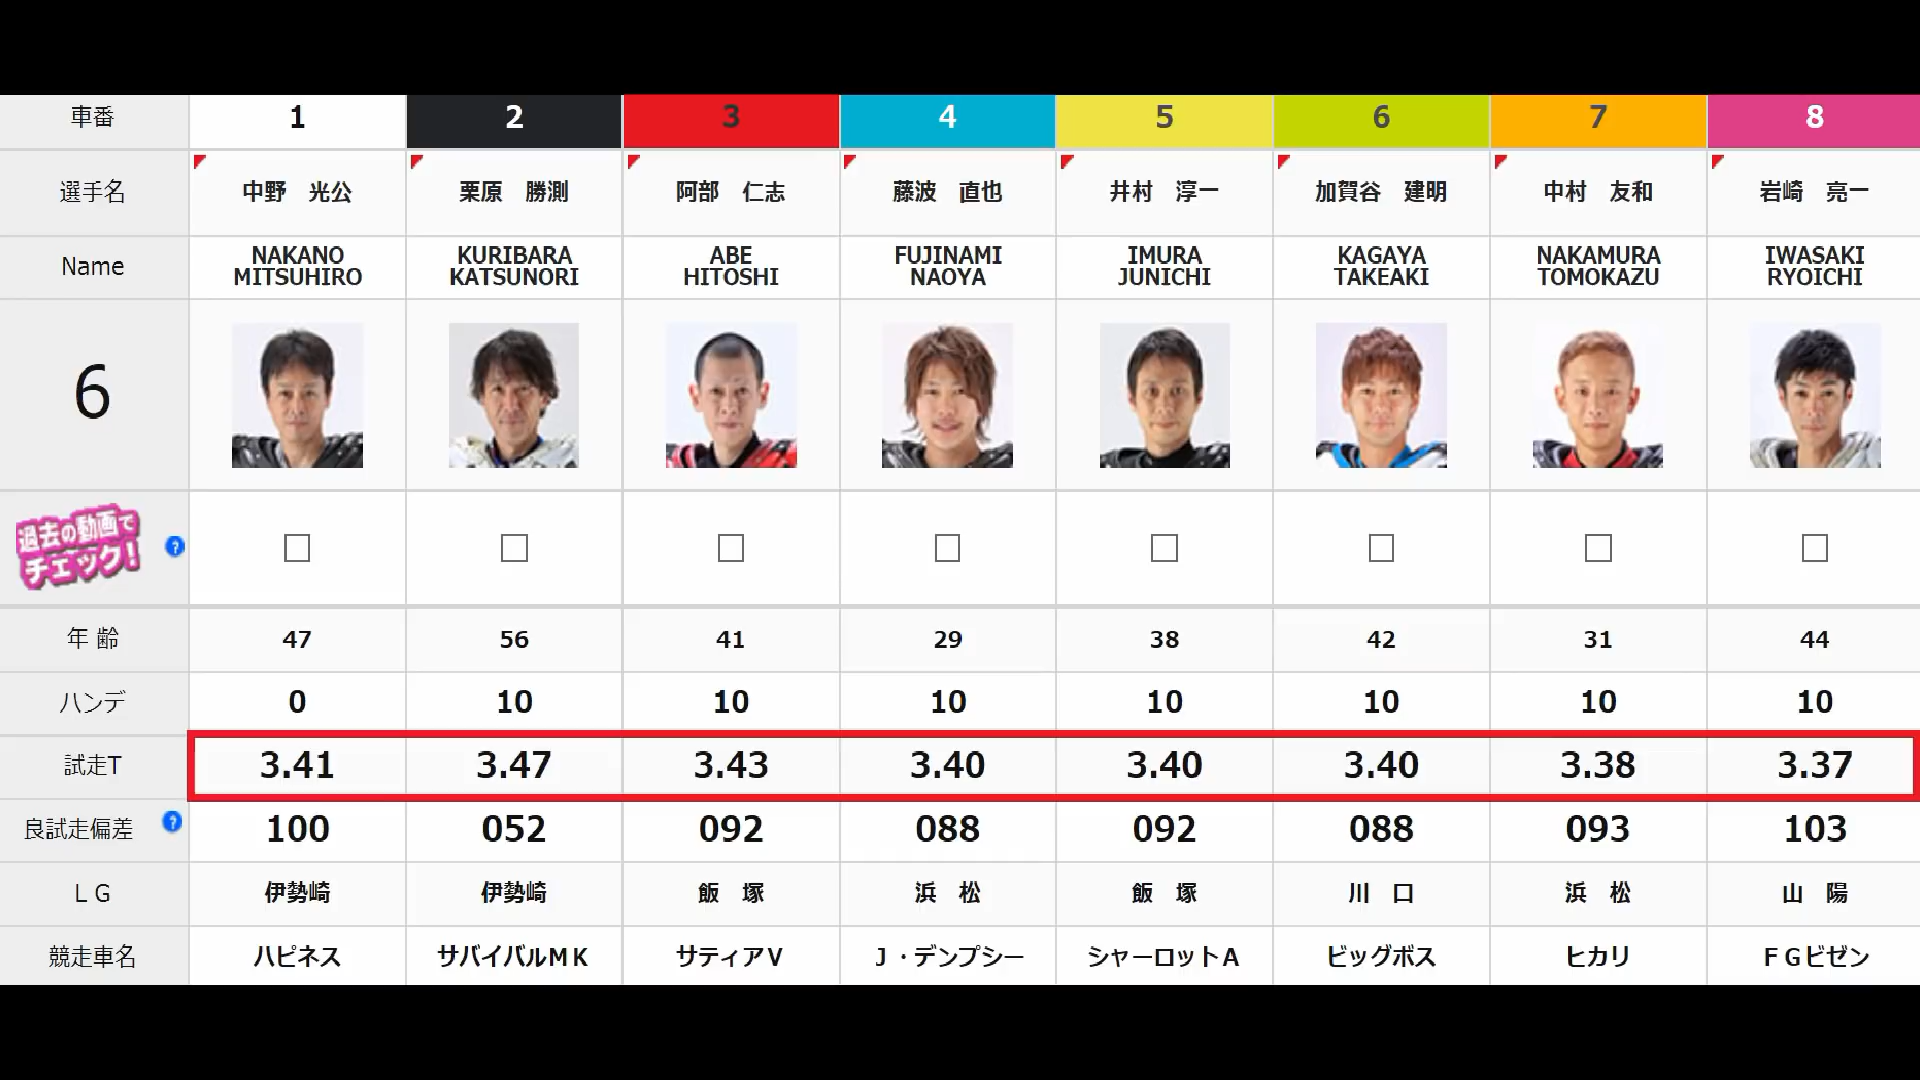 車番 1 2 3 4 5 6 7 8
選手名 中野 光公 栗原 勝測 阿部 仁志 藤波 直也 井村 淳一 加賀谷 建明 中村 友和 岩崎 亮一
Name NAKANO MITSUHIRO KURIBARA KATSUNORI ABE HITOSHI FUJINAMI NAOYA IMURA JUNICHI KAGAYA TAKEAKI NAKAMURA TOMOKAZU IWASAKI RYOICHI
6
過去の動画で
チェック!
?
年齢 47 56 41 29 38 42 31 44
ハンデ 0 10 10 10 10 10 10 10
試走T 3.41 3.47 3.43 3.40 3.40 3.40 3.38 3.37
良試走偏差 ? 100 052 092 088 092 088 093 103
LG 伊勢崎 伊勢崎 飯塚 浜松 飯塚 川口 浜松 山陽
競走車名 ハピネス サバイバルMK サティアV J・デンプシー シャーロットA ビッグボス ヒカリ FGビゼン